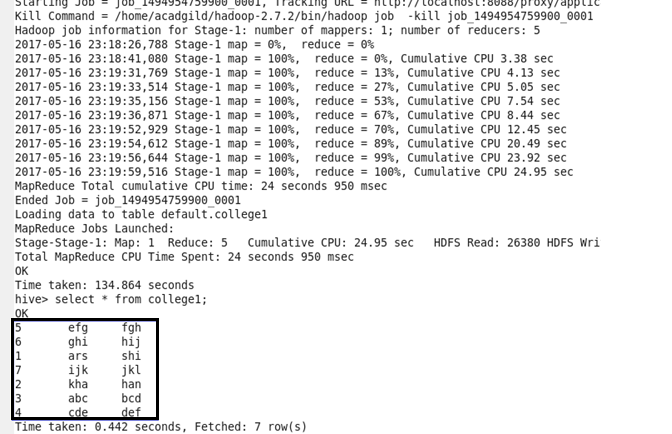 Starting Job = job_1494954759900_0001, Tracking URL = http://localhost:8088/proxy/applic
Kill Command = /home/acadgild/hadoop-2.7.2/bin/hadoop job  -kill job_1494954759900_0001
Hadoop job information for Stage-1: number of mappers: 1; number of reducers: 5
2017-05-16 23:18:26,788 Stage-1 map = 0%,  reduce = 0%
2017-05-16 23:18:41,080 Stage-1 map = 100%,  reduce = 0%, Cumulative CPU 3.38 sec
2017-05-16 23:19:31,769 Stage-1 map = 100%,  reduce = 13%, Cumulative CPU 4.13 sec
2017-05-16 23:19:33,514 Stage-1 map = 100%,  reduce = 27%, Cumulative CPU 5.05 sec
2017-05-16 23:19:35,156 Stage-1 map = 100%,  reduce = 53%, Cumulative CPU 7.54 sec
2017-05-16 23:19:36,871 Stage-1 map = 100%,  reduce = 67%, Cumulative CPU 8.44 sec
2017-05-16 23:19:52,929 Stage-1 map = 100%,  reduce = 70%, Cumulative CPU 12.45 sec
2017-05-16 23:19:54,612 Stage-1 map = 100%,  reduce = 89%, Cumulative CPU 20.49 sec
2017-05-16 23:19:56,644 Stage-1 map = 100%,  reduce = 99%, Cumulative CPU 23.92 sec
2017-05-16 23:19:59,516 Stage-1 map = 100%,  reduce = 100%, Cumulative CPU 24.95 sec
MapReduce Total cumulative CPU time: 24 seconds 950 msec
Ended Job = job_1494954759900_0001
Loading data to table default.college1
MapReduce Jobs Launched:
Stage-Stage-1: Map: 1  Reduce: 5   Cumulative CPU: 24.95 sec   HDFS Read: 26380 HDFS Wri
Total MapReduce CPU Time Spent: 24 seconds 950 msec
OK
Time taken: 134.864 seconds
hive> select * from college1;
OK
5	efg	fgh
6	ghi	hij
1	ars	shi
7	ijk	jkl
2	kha	han
3	abc	bcd
4	cde	def
Time taken: 0.442 seconds, Fetched: 7 row(s)